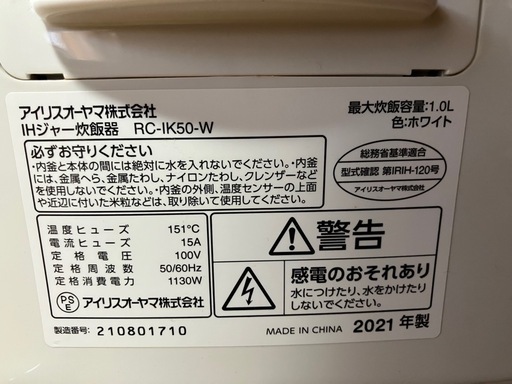 アイリスオーヤマ株式会社
IHジャー炊飯器 RC-IK50-W
最大炊飯容量:1.0L
色:ホワイト
必ずお守りください
・内釜と本体の間には絶対に水を入れないでください。・内釜
には、金属へら、金属たわし、ナイロンたわし、クレンザーなど
を使用しないでください。・内釜の外側、温度センサーの上面
や近辺に付いた米粒などは、取り除いて使用してください。
総務省基準適合
型式確認 第IRIH-120号
アイリスオーヤマ株式会社
温度ヒューズ 151℃
電流ヒューズ 15A
定格電圧 100V
定格周波数 50/60Hz
定格消費電力 1130W
PSE アイリスオーヤマ株式会社
製造番号: 210801710
警告
感電のおそれあり
水につけたり、水をかけたり
しないでください。
MADE IN CHINA 2021年製